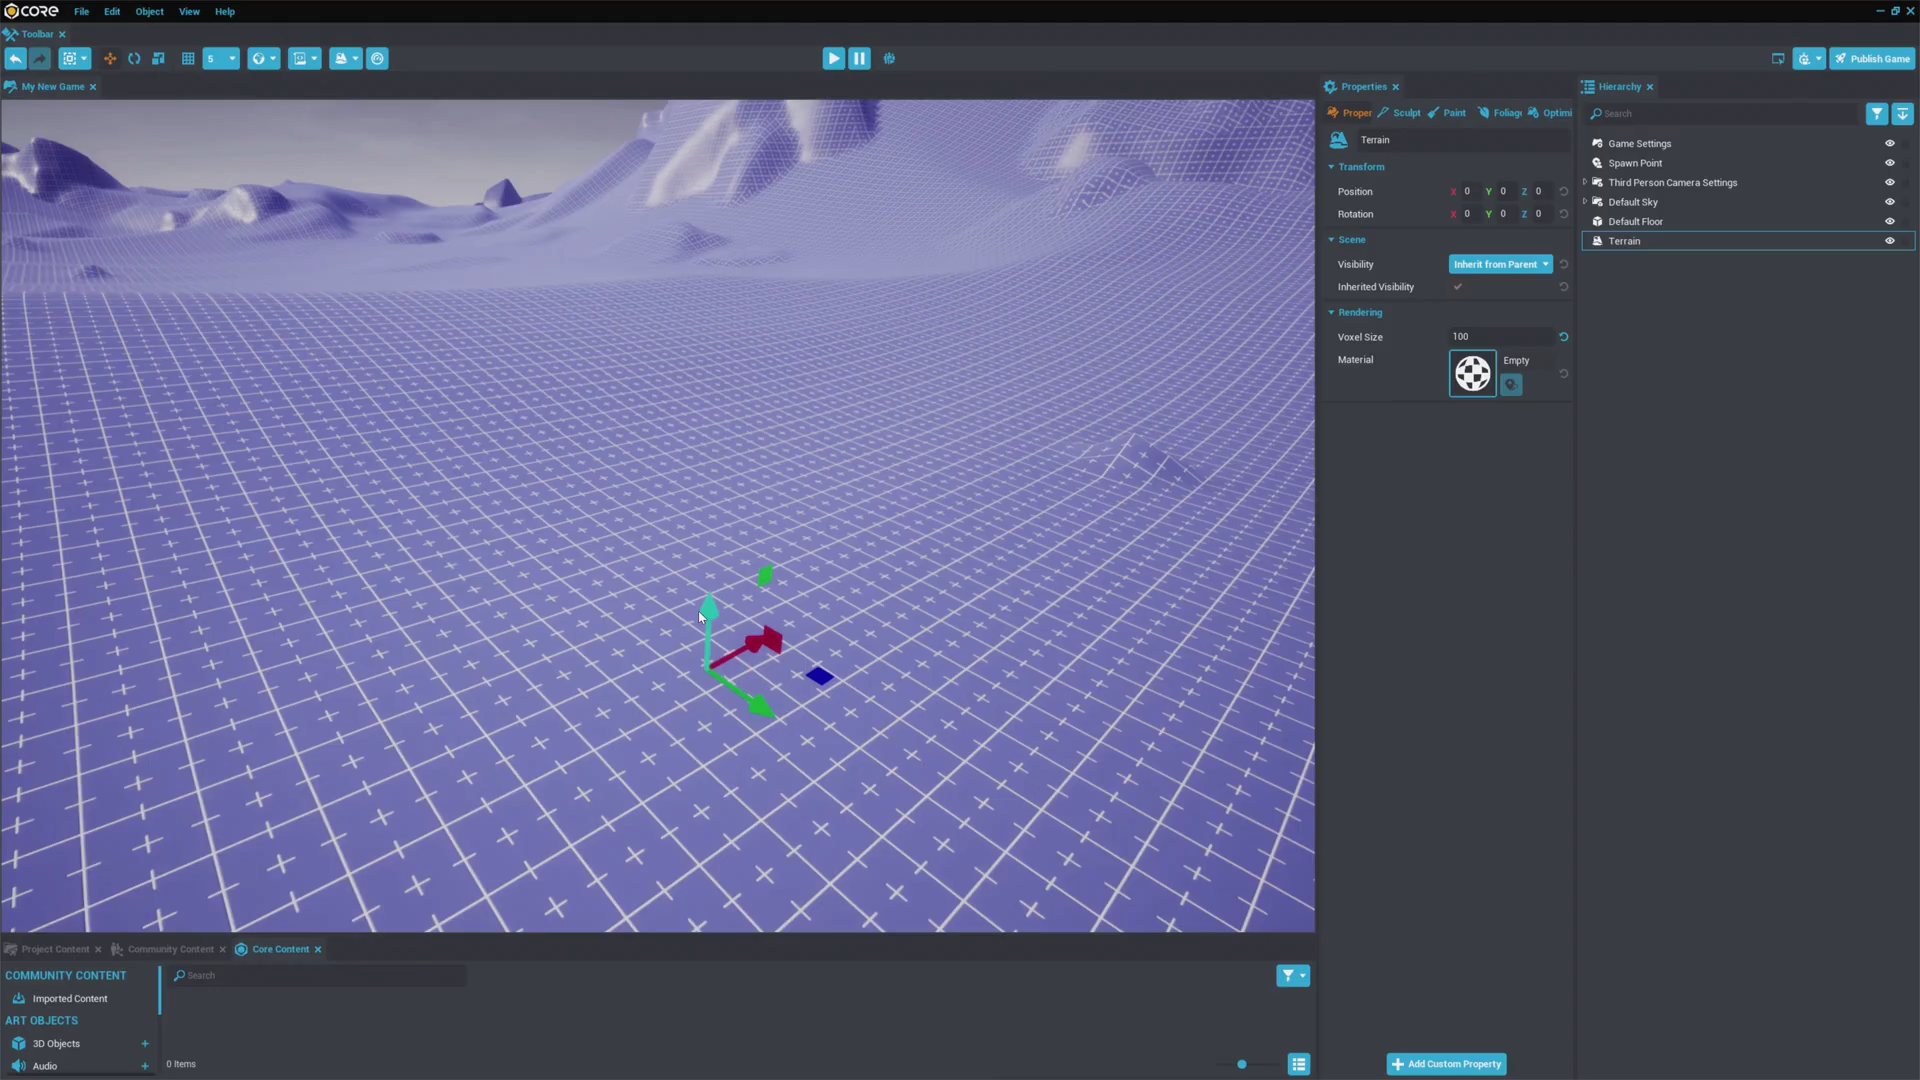 CORE File Edit Object View Help
Toolbar
5
Publish Game
My New Game
Properties
Hierarchy
Proper Sculpt Paint Foliage Optimi
Search
Terrain
Game Settings
Spawn Point
Third Person Camera Settings
Default Sky
Default Floor
Terrain
Transform
Position X 0 Y 0 Z 0
Rotation X 0 Y 0 Z 0
Scene
Visibility Inherit from Parent
Inherited Visibility
Rendering
Voxel Size 100
Material Empty
Project Content Community Content Core Content
COMMUNITY CONTENT
Search
Imported Content
ART OBJECTS
3D Objects
Audio
0 Items
Add Custom Property